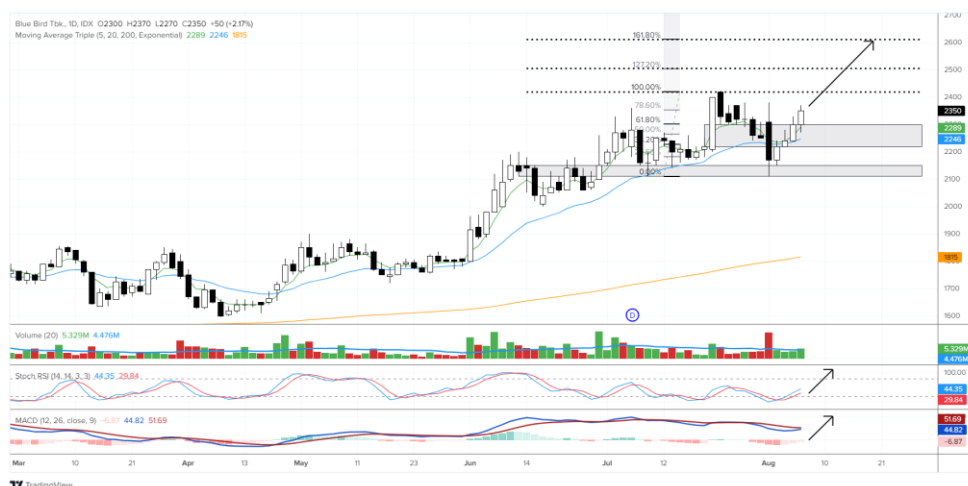 Blue Bird Tbk., 1D, IDX O2300 H2370 L2270 C2350 +50 (+2.17%)
Moving Average Triple (5, 20, 200, Exponential) 2289 2246 1815
2700
2600
2500
2400
2350
2289
2246
2200
2100
2000
1900
1815
1700
1600
161.80%
127.20%
100.00%
78.60%
61.80%
0.00%
D
Volume (20) 5.329M 4.476M
5.329M
4.476M
Stoch RSI (14, 14, 3, 3) 44.35 29.84
100.00
44.35
29.84
MACD (12, 26, close, 9) -6.87 44.82 51.69
51.69
44.82
-6.87
Mar 10 21 Apr 14 May 11 23 Jun 14 Jul 12 Aug 10 21
TradingView